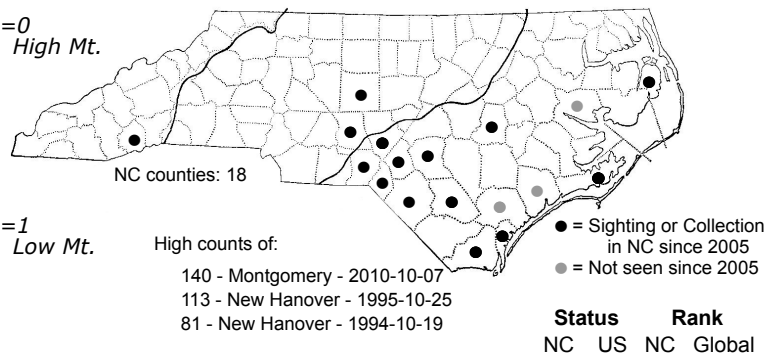 =0
High Mt.
NC counties: 18
=1
Low Mt.
High counts of:
140 - Montgomery - 2010-10-07
113 - New Hanover - 1995-10-25
81 - New Hanover - 1994-10-19
● = Sighting or Collection
in NC since 2005
● = Not seen since 2005
Status Rank
NC US NC Global